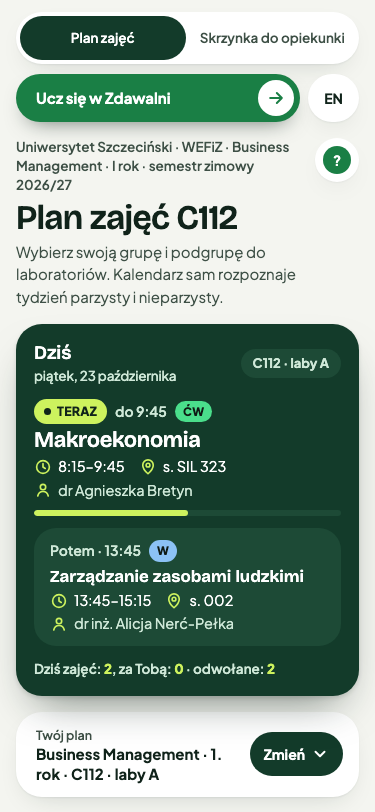 Plan zajęć
Skrzynka do opiekunki
Ucz się w Zdawalni
EN
Uniwersytet Szczeciński · WEFiZ · Business
Management · I rok · semestr zimowy
2026/27
?
Plan zajęć C112
Wybierz swoją grupę i podgrupę do
laboratoriów. Kalendarz sam rozpoznaje
tydzień parzysty i nieparzysty.
Dziś
piątek, 23 października
C112 · laby A
TERAZ do 9:45 ĆW
Makroekonomia
8:15–9:45 s. SIL 323
dr Agnieszka Bretyn
Potem · 13:45 W
Zarządzanie zasobami ludzkimi
13:45–15:15 s. 002
dr inż. Alicja Nerć-Pełka
Dziś zajęć: 2, za Tobą: 0 · odwołane: 2
Twój plan
Business Management · 1.
rok · C112 · laby A
Zmień